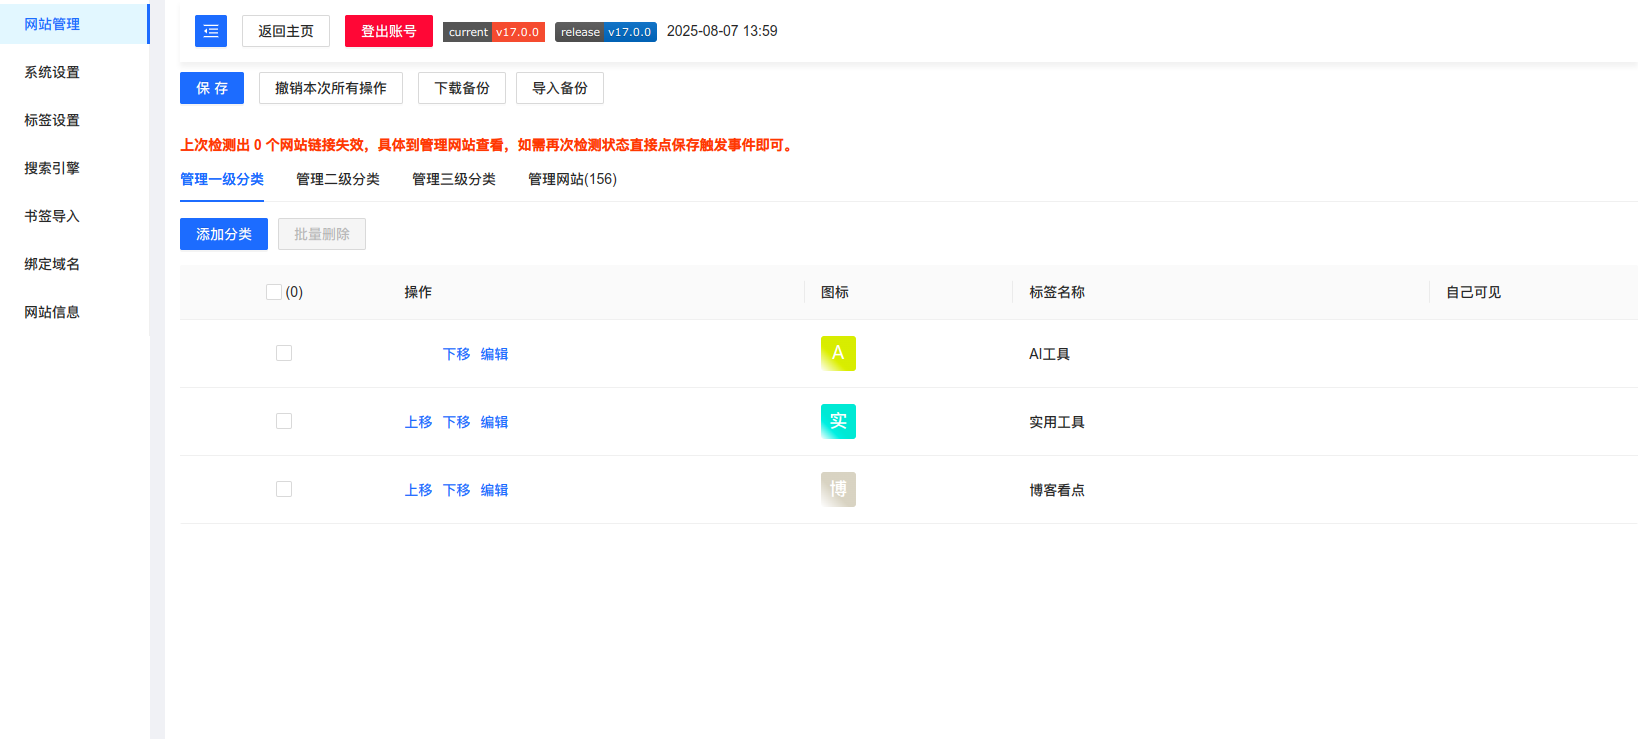 网站管理
系统设置
标签设置
搜索引擎
书签导入
绑定域名
网站信息
返回主页 登出账号 current v17.0.0 release v17.0.0 2025-08-07 13:59
保 存 撤销本次所有操作 下载备份 导入备份
上次检测出 0 个网站链接失效，具体到管理网站查看，如需再次检测状态直接点保存触发事件即可。
管理一级分类 管理二级分类 管理三级分类 管理网站(156)
添加分类 批量删除
(0) 操作 图标 标签名称 自己可见
下移 编辑 A AI工具
上移 下移 编辑 实 实用工具
上移 下移 编辑 博 博客看点